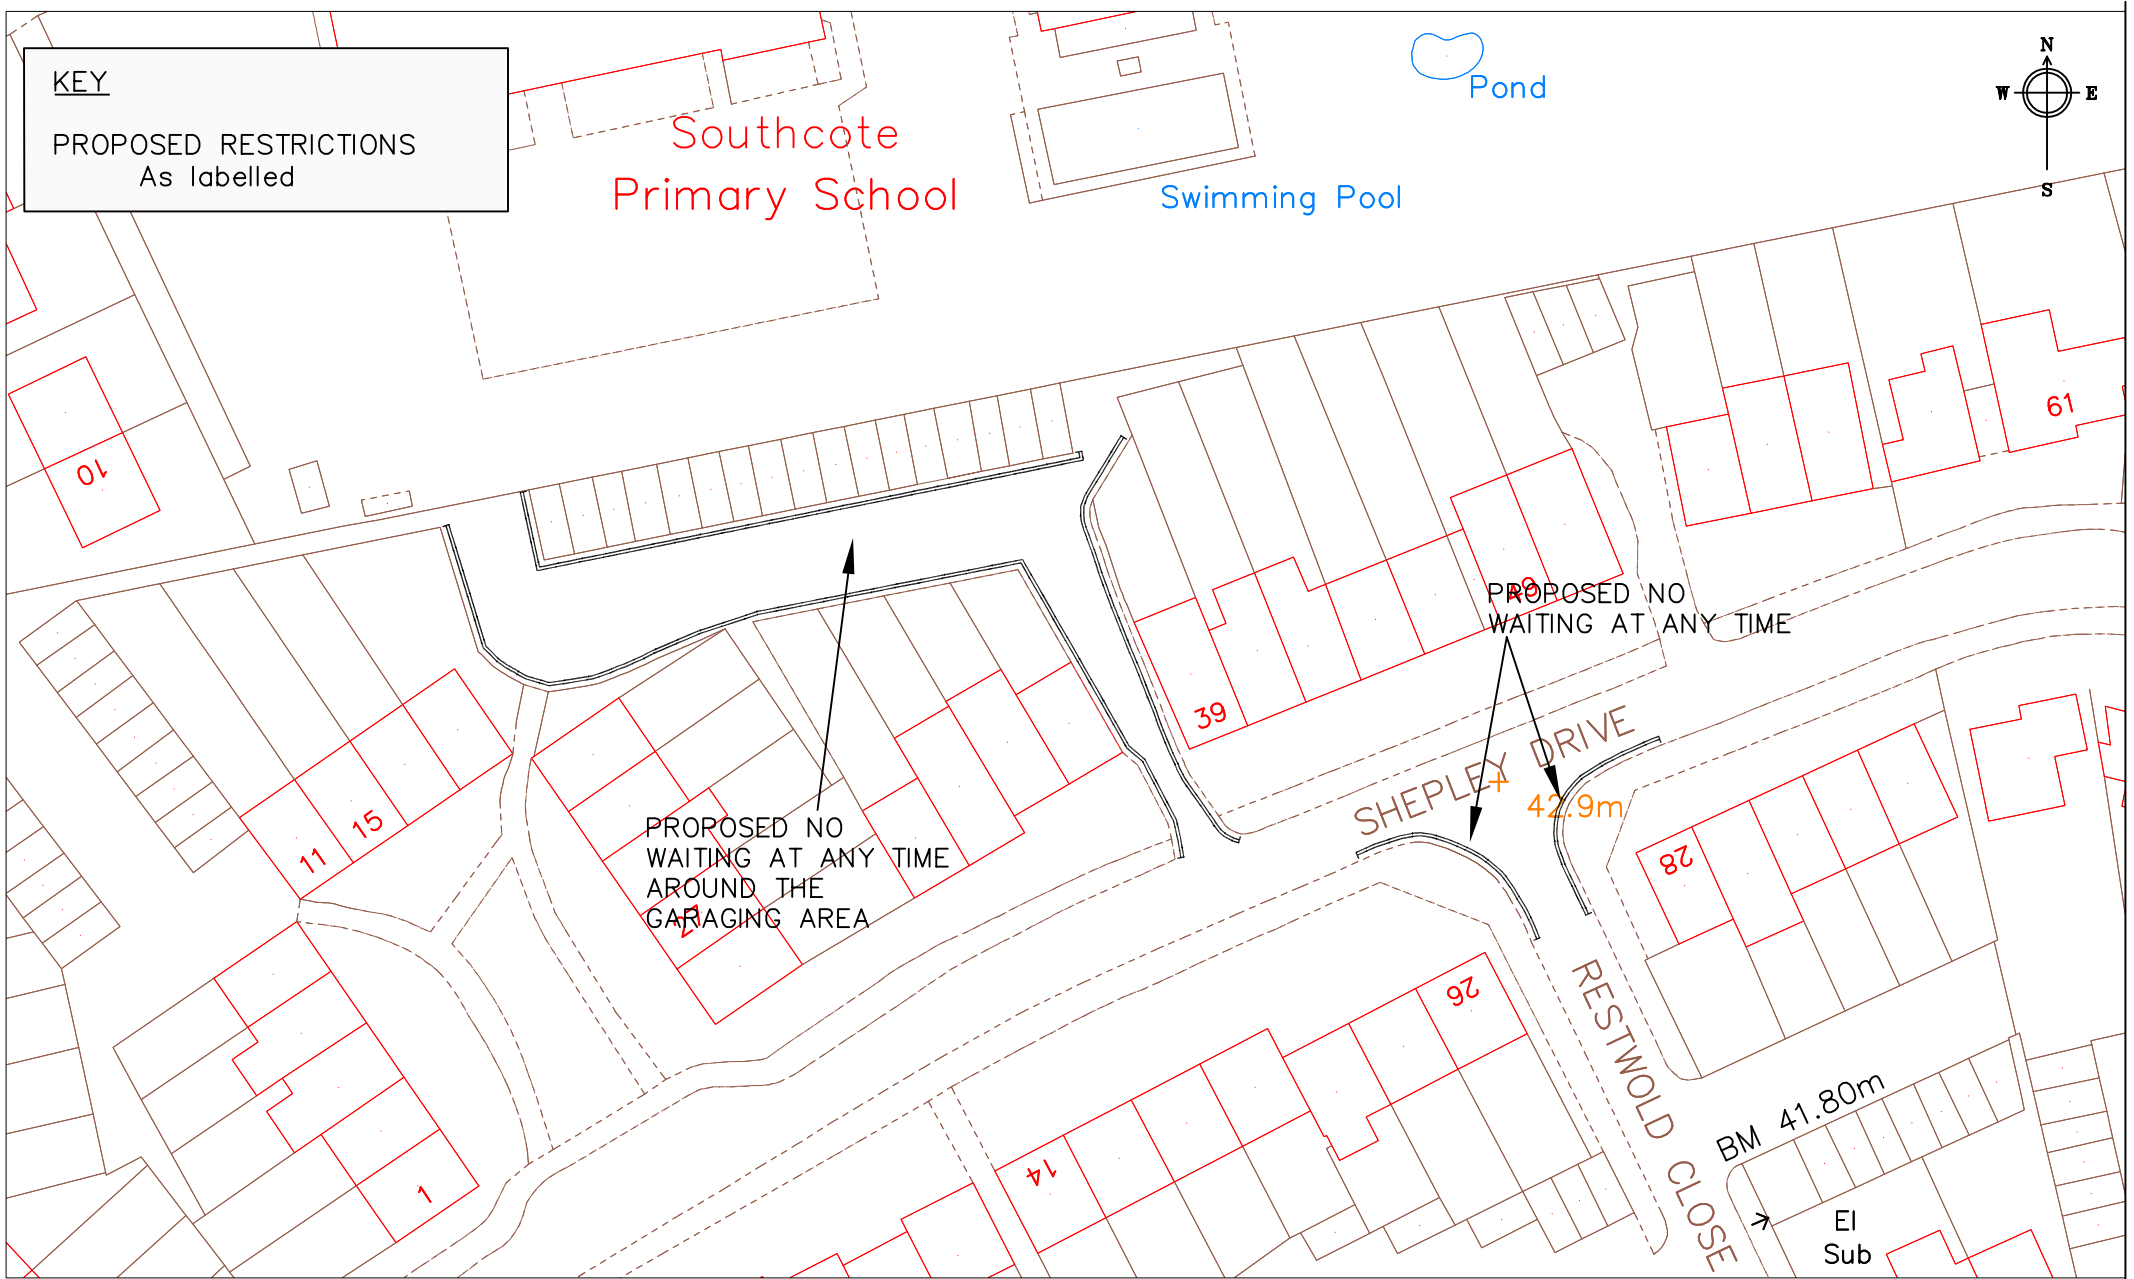 KEY
PROPOSED RESTRICTIONS
As labelled
Southcote
Primary School
Pond
Swimming Pool
N
W E
S
10
61
49
PROPOSED NO
WAITING AT ANY TIME
39
SHEPLEY DRIVE
42.9m
11
15
PROPOSED NO
WAITING AT ANY TIME
AROUND THE
GARAGING AREA
27
28
26
RESTWOLD CLOSE
14
1
BM 41.80m
El
Sub